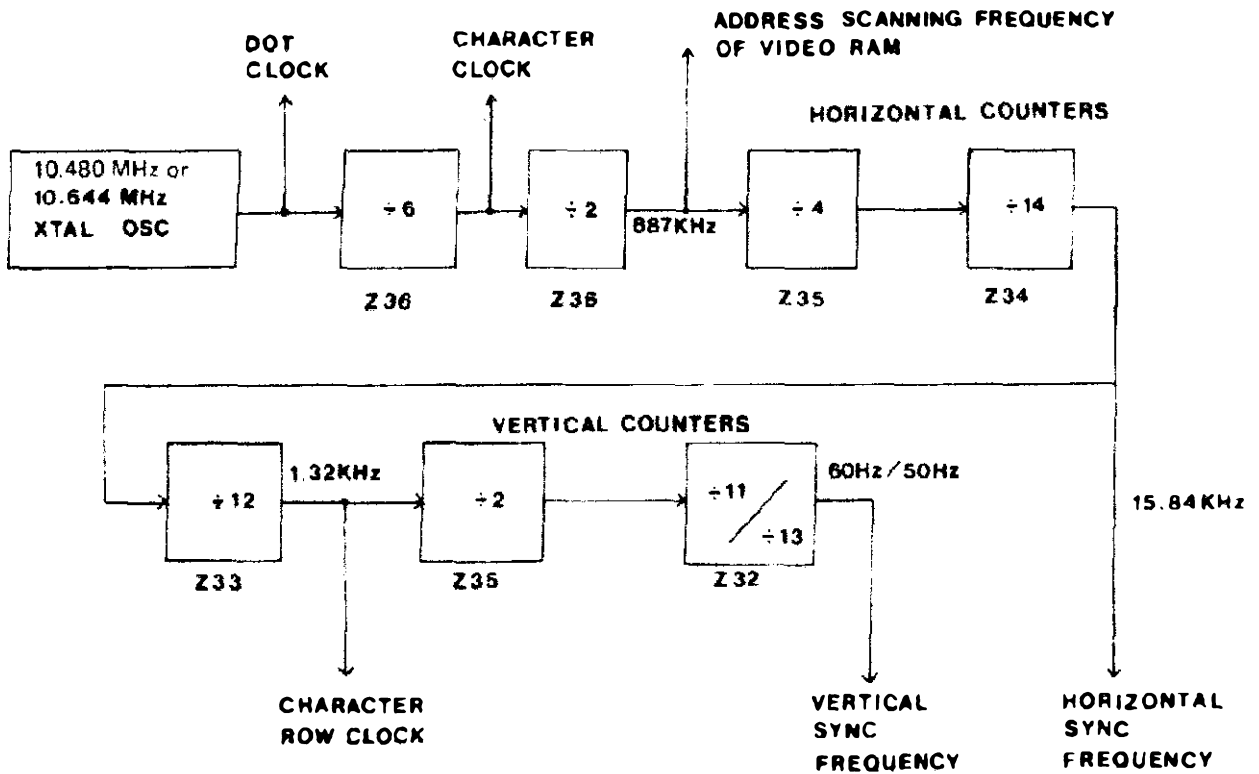 ADDRESS SCANNING FREQUENCY
OF VIDEO RAM
DOT
CLOCK
CHARACTER
CLOCK
HORIZONTAL COUNTERS
10.480 MHz or
10.644 MHz
XTAL OSC
÷6
÷2
887KHz
÷4
÷14
Z36
Z36
Z35
Z34
VERTICAL COUNTERS
÷12
1.32KHz
÷2
÷11
/
÷13
60Hz/50Hz
15.84KHz
Z33
Z35
Z32
CHARACTER
ROW CLOCK
VERTICAL
SYNC
FREQUENCY
HORIZONTAL
SYNC
FREQUENCY